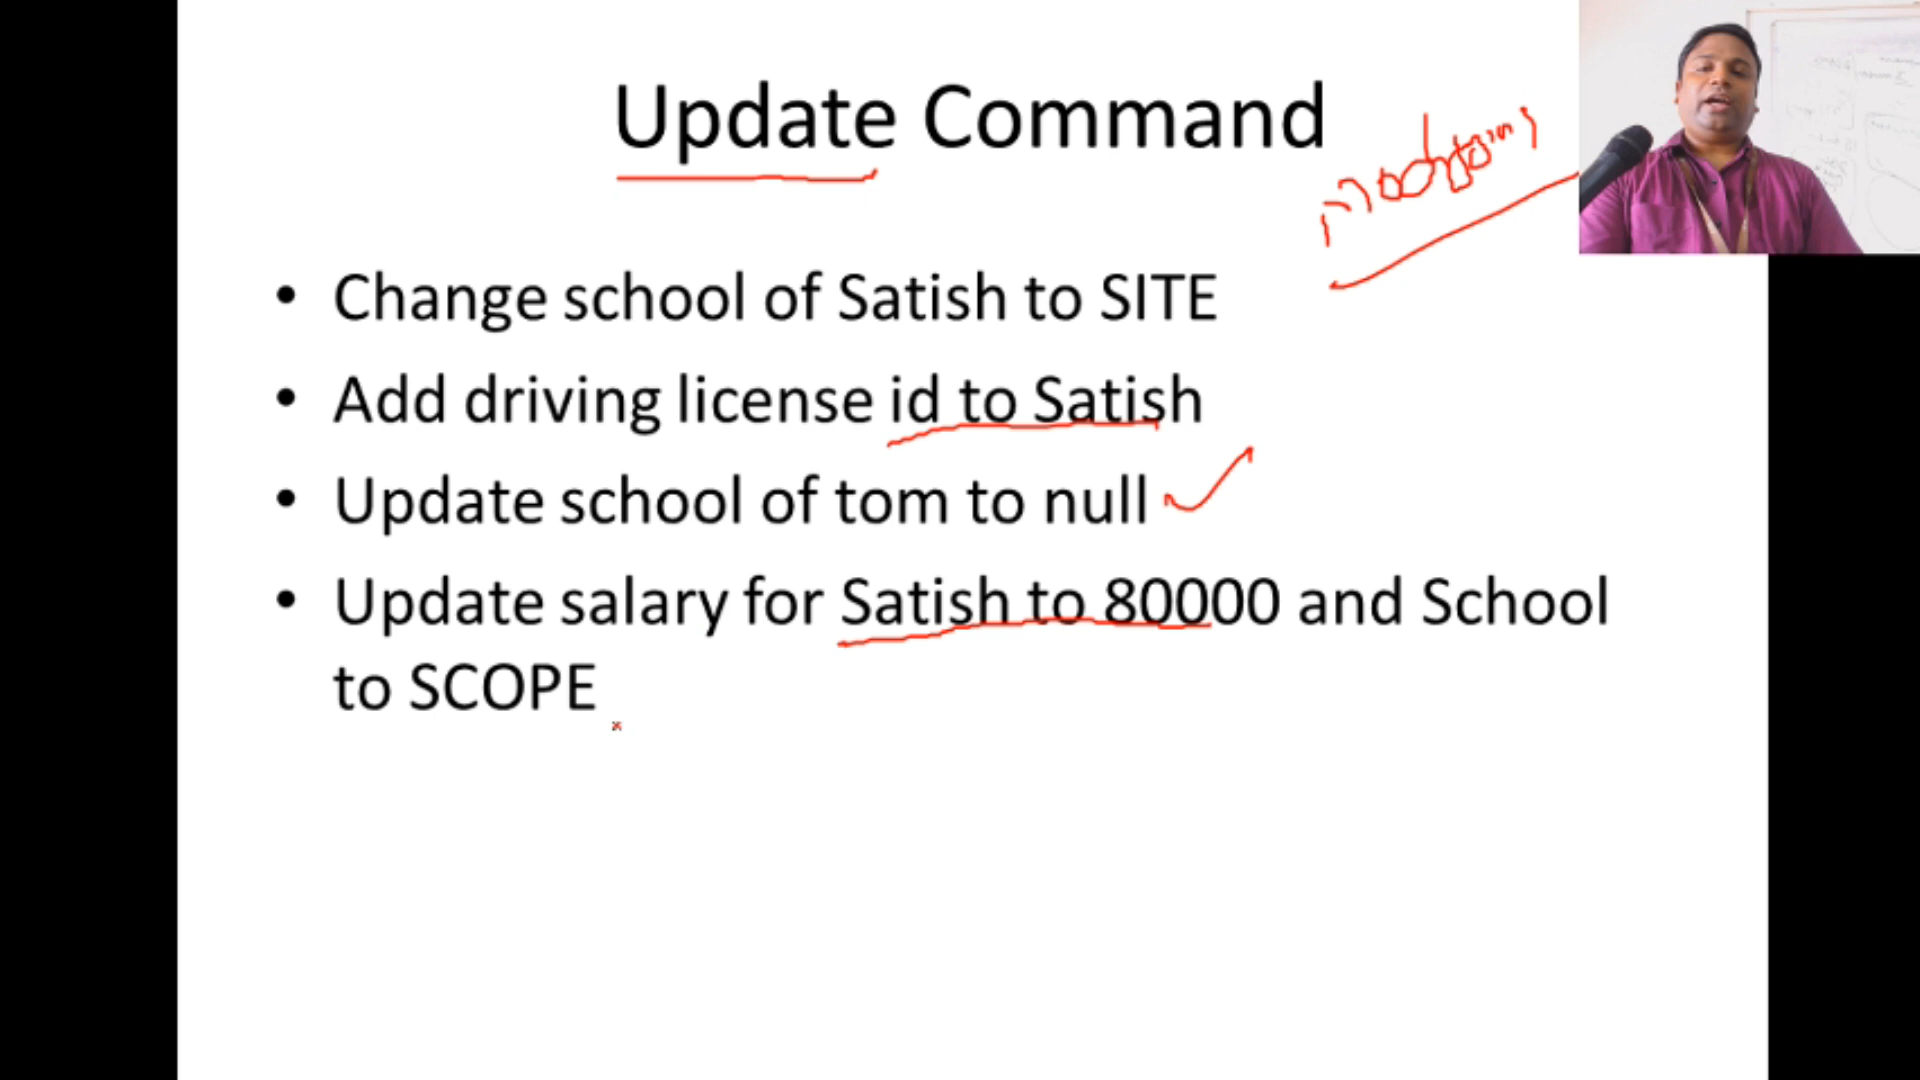 Update Command
• Change school of Satish to SITE
• Add driving license id to Satish
• Update school of tom to null
• Update salary for Satish to 80000 and School
to SCOPE